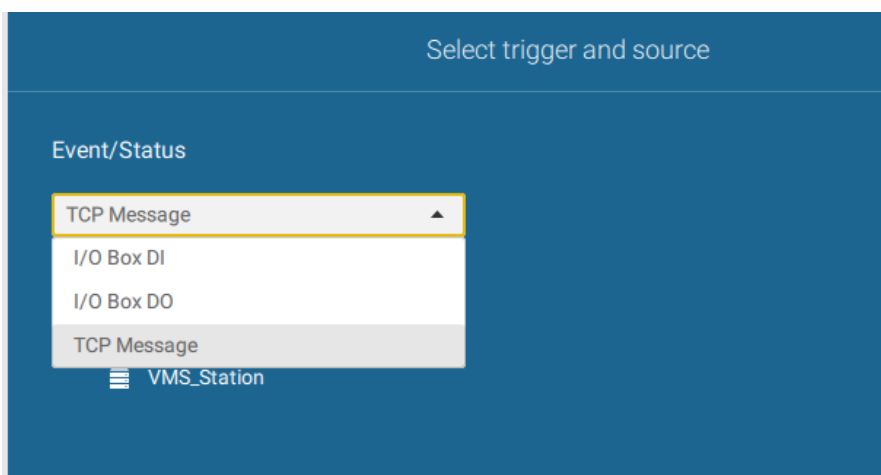 Select trigger and source
Event/Status
TCP Message
I/O Box DI
I/O Box DO
TCP Message
VMS_Station